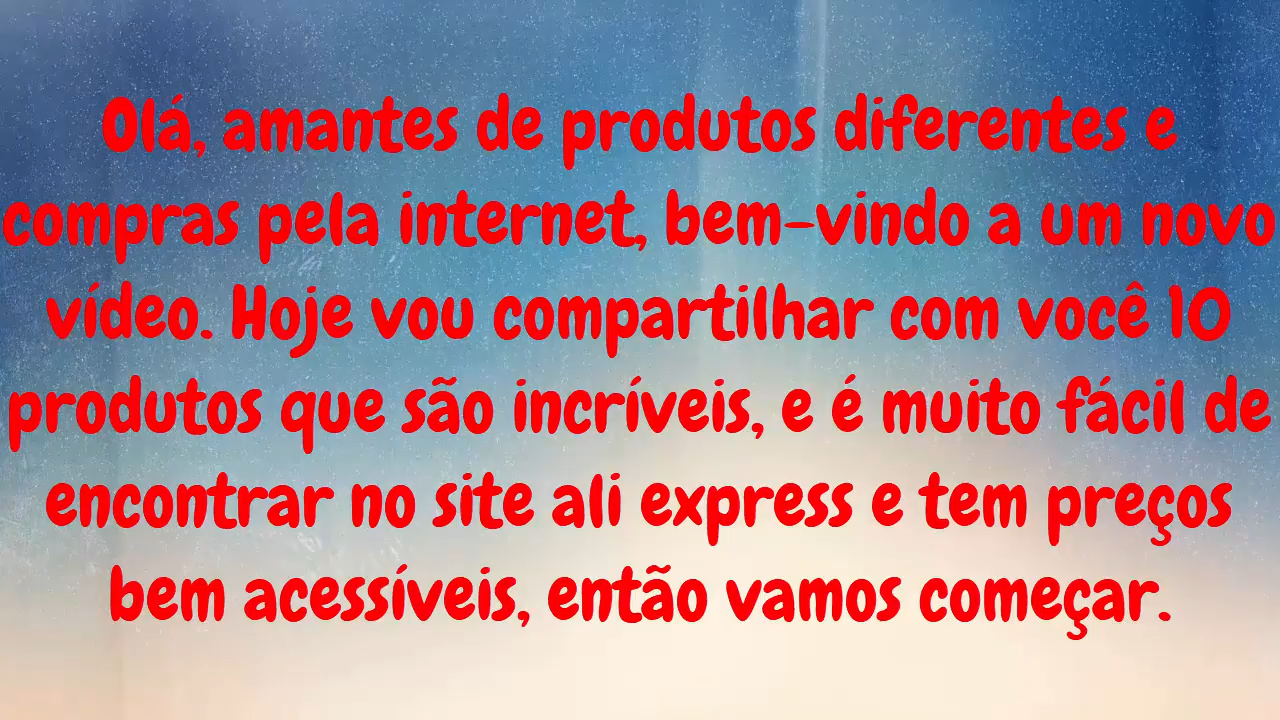 Olá, amantes de produtos diferentes e
compras pela internet, bem-vindo a um novo
vídeo. Hoje vou compartilhar com você 10
produtos que são incríveis, e é muito fácil de
encontrar no site ali express e tem preços
bem acessíveis, então vamos começar.